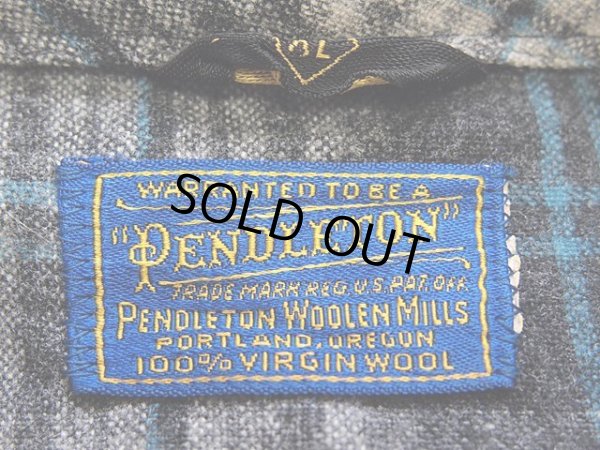 WARRANTED TO BE A
"PENDLETON"
SOLD OUT
TRADE MARK REG. U.S. PAT. OFF.
PENDLETON WOOLEN MILLS
PORTLAND, OREGON
100% VIRGIN WOOL